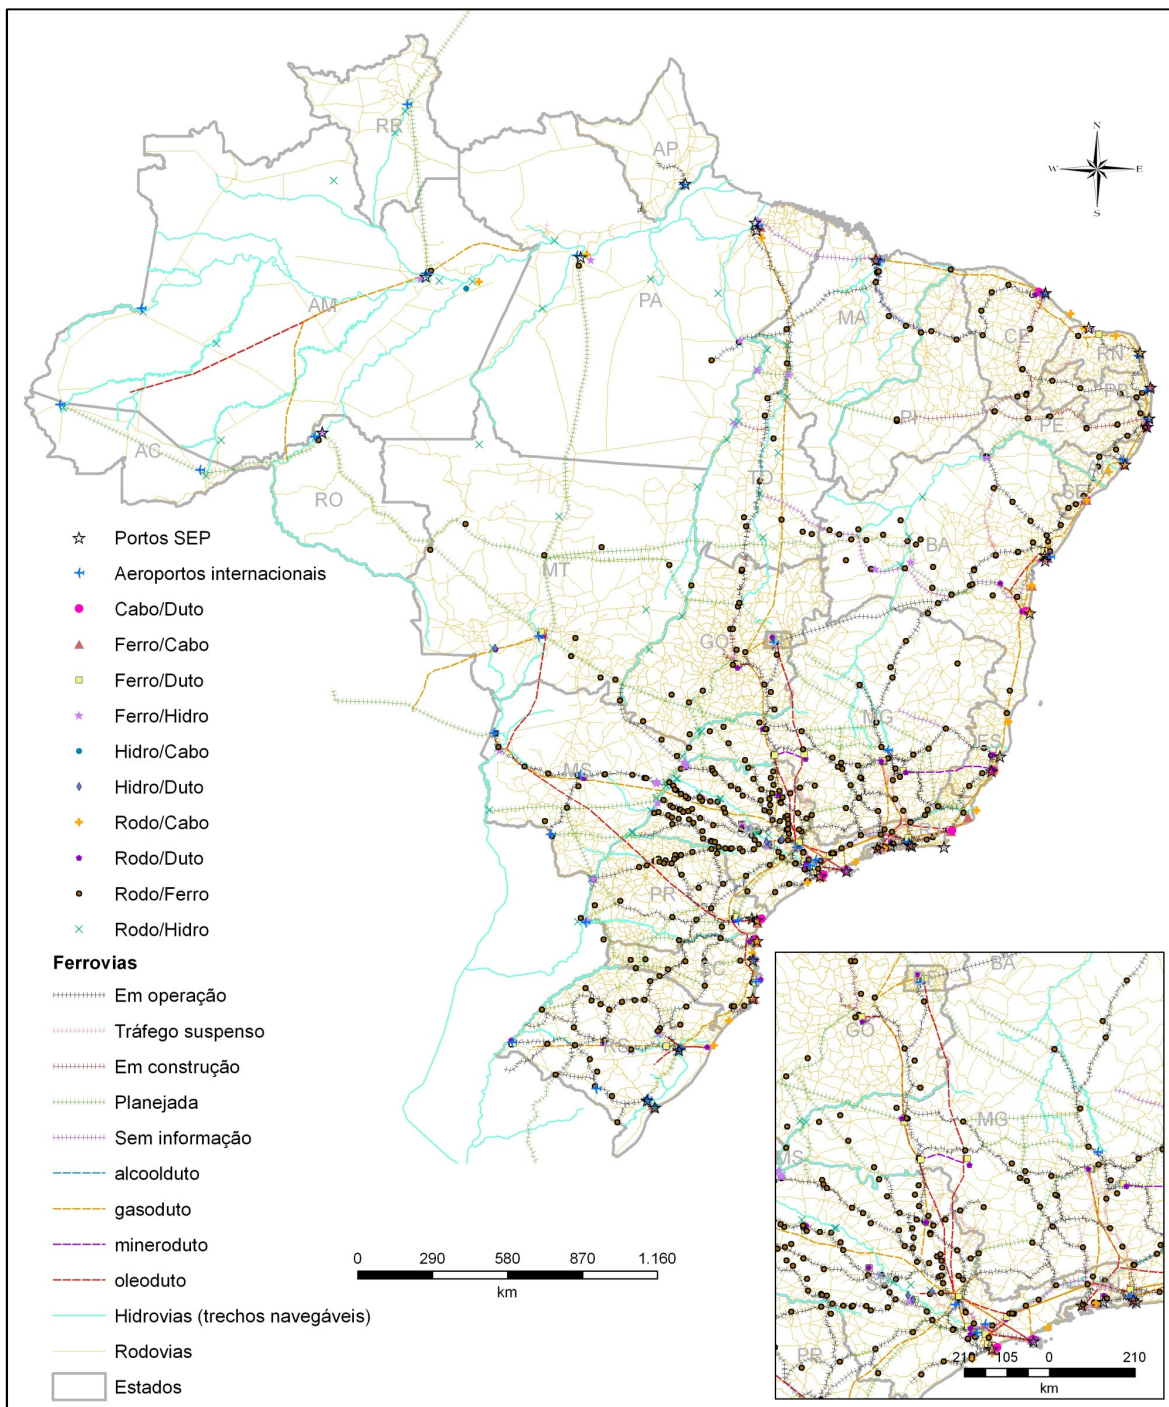 RR
AP
N
W
E
S
AM
PA
MA
CE
RN
PB
PI
PE
AC
TO
SE
RO
BA
MT
GO
MG
ES
MS
PR
SC
RS
Portos SEP
Aeroportos internacionais
Cabo/Duto
Ferro/Cabo
Ferro/Duto
Ferro/Hidro
Hidro/Cabo
Hidro/Duto
Rodo/Cabo
Rodo/Duto
Rodo/Ferro
Rodo/Hidro
Ferrovias
Em operação
Tráfego suspenso
Em construção
Planejada
Sem informação
alcoolduto
gasoduto
mineroduto
oleoduto
Hidrovias (trechos navegáveis)
Rodovias
Estados
0 290 580 870 1.160
km
BA
GO
MG
MS
PR
210 105 0 210
km